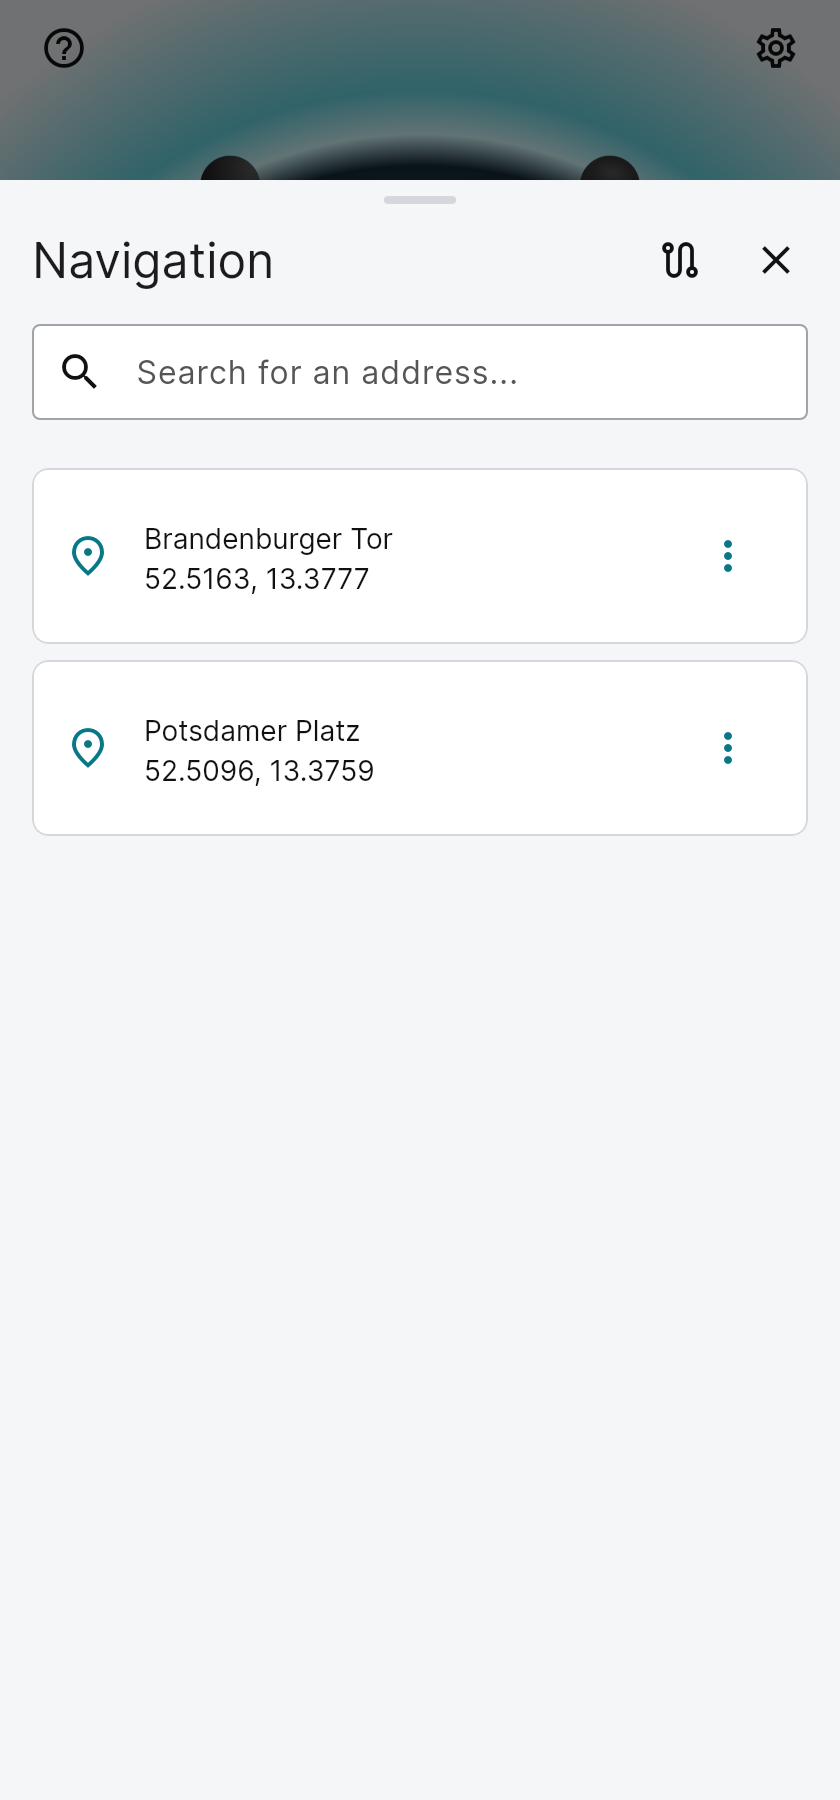 Navigation
Search for an address...
Brandenburger Tor
52.5163, 13.3777
Potsdamer Platz
52.5096, 13.3759